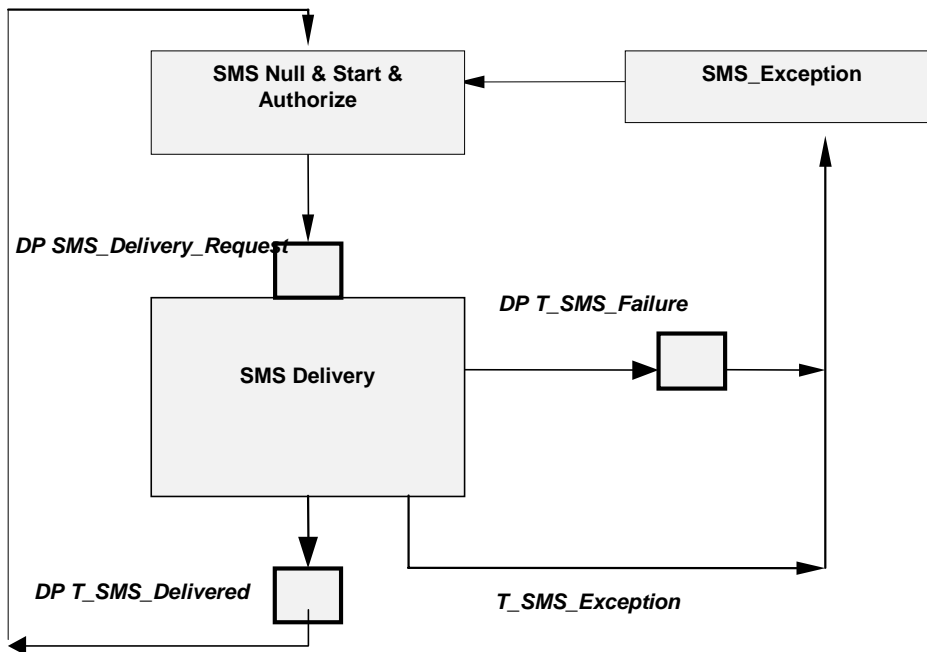 SMS Null & Start &
Authorize
SMS_Exception
DP SMS_Delivery_Request
DP T_SMS_Failure
SMS Delivery
DP T_SMS_Delivered
T_SMS_Exception